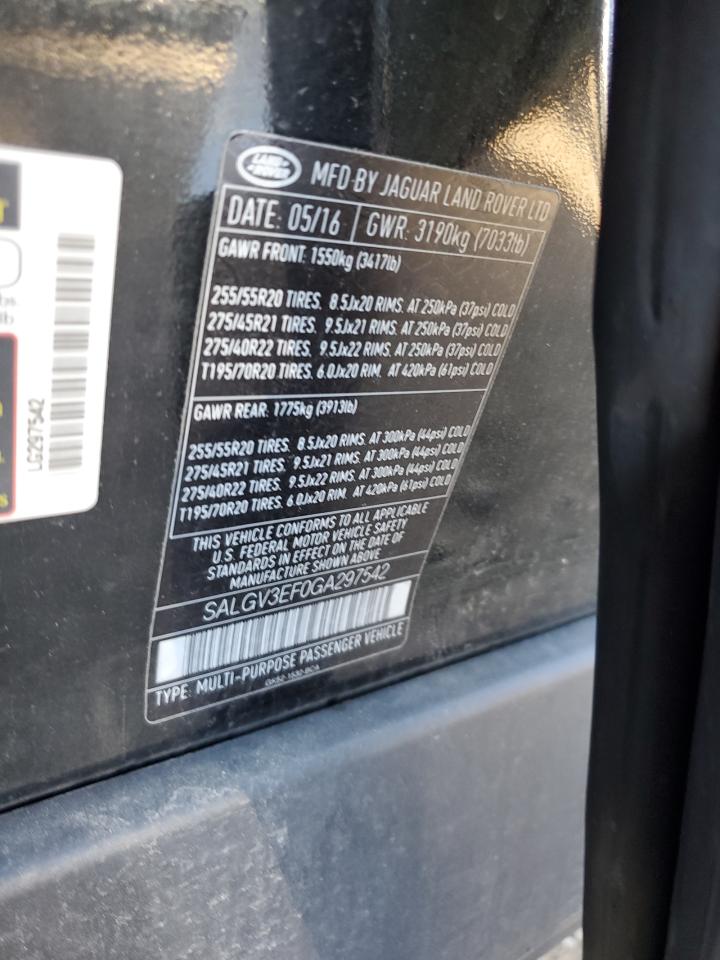 LAND ROVER
MFD BY JAGUAR LAND ROVER LTD
DATE: 05/16 GWR: 3190kg (7033lb)
GAWR FRONT: 1550kg (3417lb)
255/55R20 TIRES. 8.5Jx20 RIMS. AT 250kPa (37psi) COLD
275/45R21 TIRES. 9.5Jx21 RIMS. AT 250kPa (37psi) COLD
275/40R22 TIRES. 9.5Jx22 RIMS. AT 250kPa (37psi) COLD
T195/70R20 TIRES. 6.0Jx20 RIM. AT 420kPa (61psi) COLD
GAWR REAR: 1775kg (3913lb)
255/55R20 TIRES. 8.5Jx20 RIMS. AT 300kPa (44psi) COLD
275/45R21 TIRES. 9.5Jx21 RIMS. AT 300kPa (44psi) COLD
275/40R22 TIRES. 9.5Jx22 RIMS. AT 300kPa (44psi) COLD
T195/70R20 TIRES. 6.0Jx20 RIM. AT 420kPa (61psi) COLD
THIS VEHICLE CONFORMS TO ALL APPLICABLE
U.S. FEDERAL MOTOR VEHICLE SAFETY
STANDARDS IN EFFECT ON THE DATE OF
MANUFACTURE SHOWN ABOVE
SALGV3EF0GA297542
TYPE: MULTI-PURPOSE PASSENGER VEHICLE
LG297542